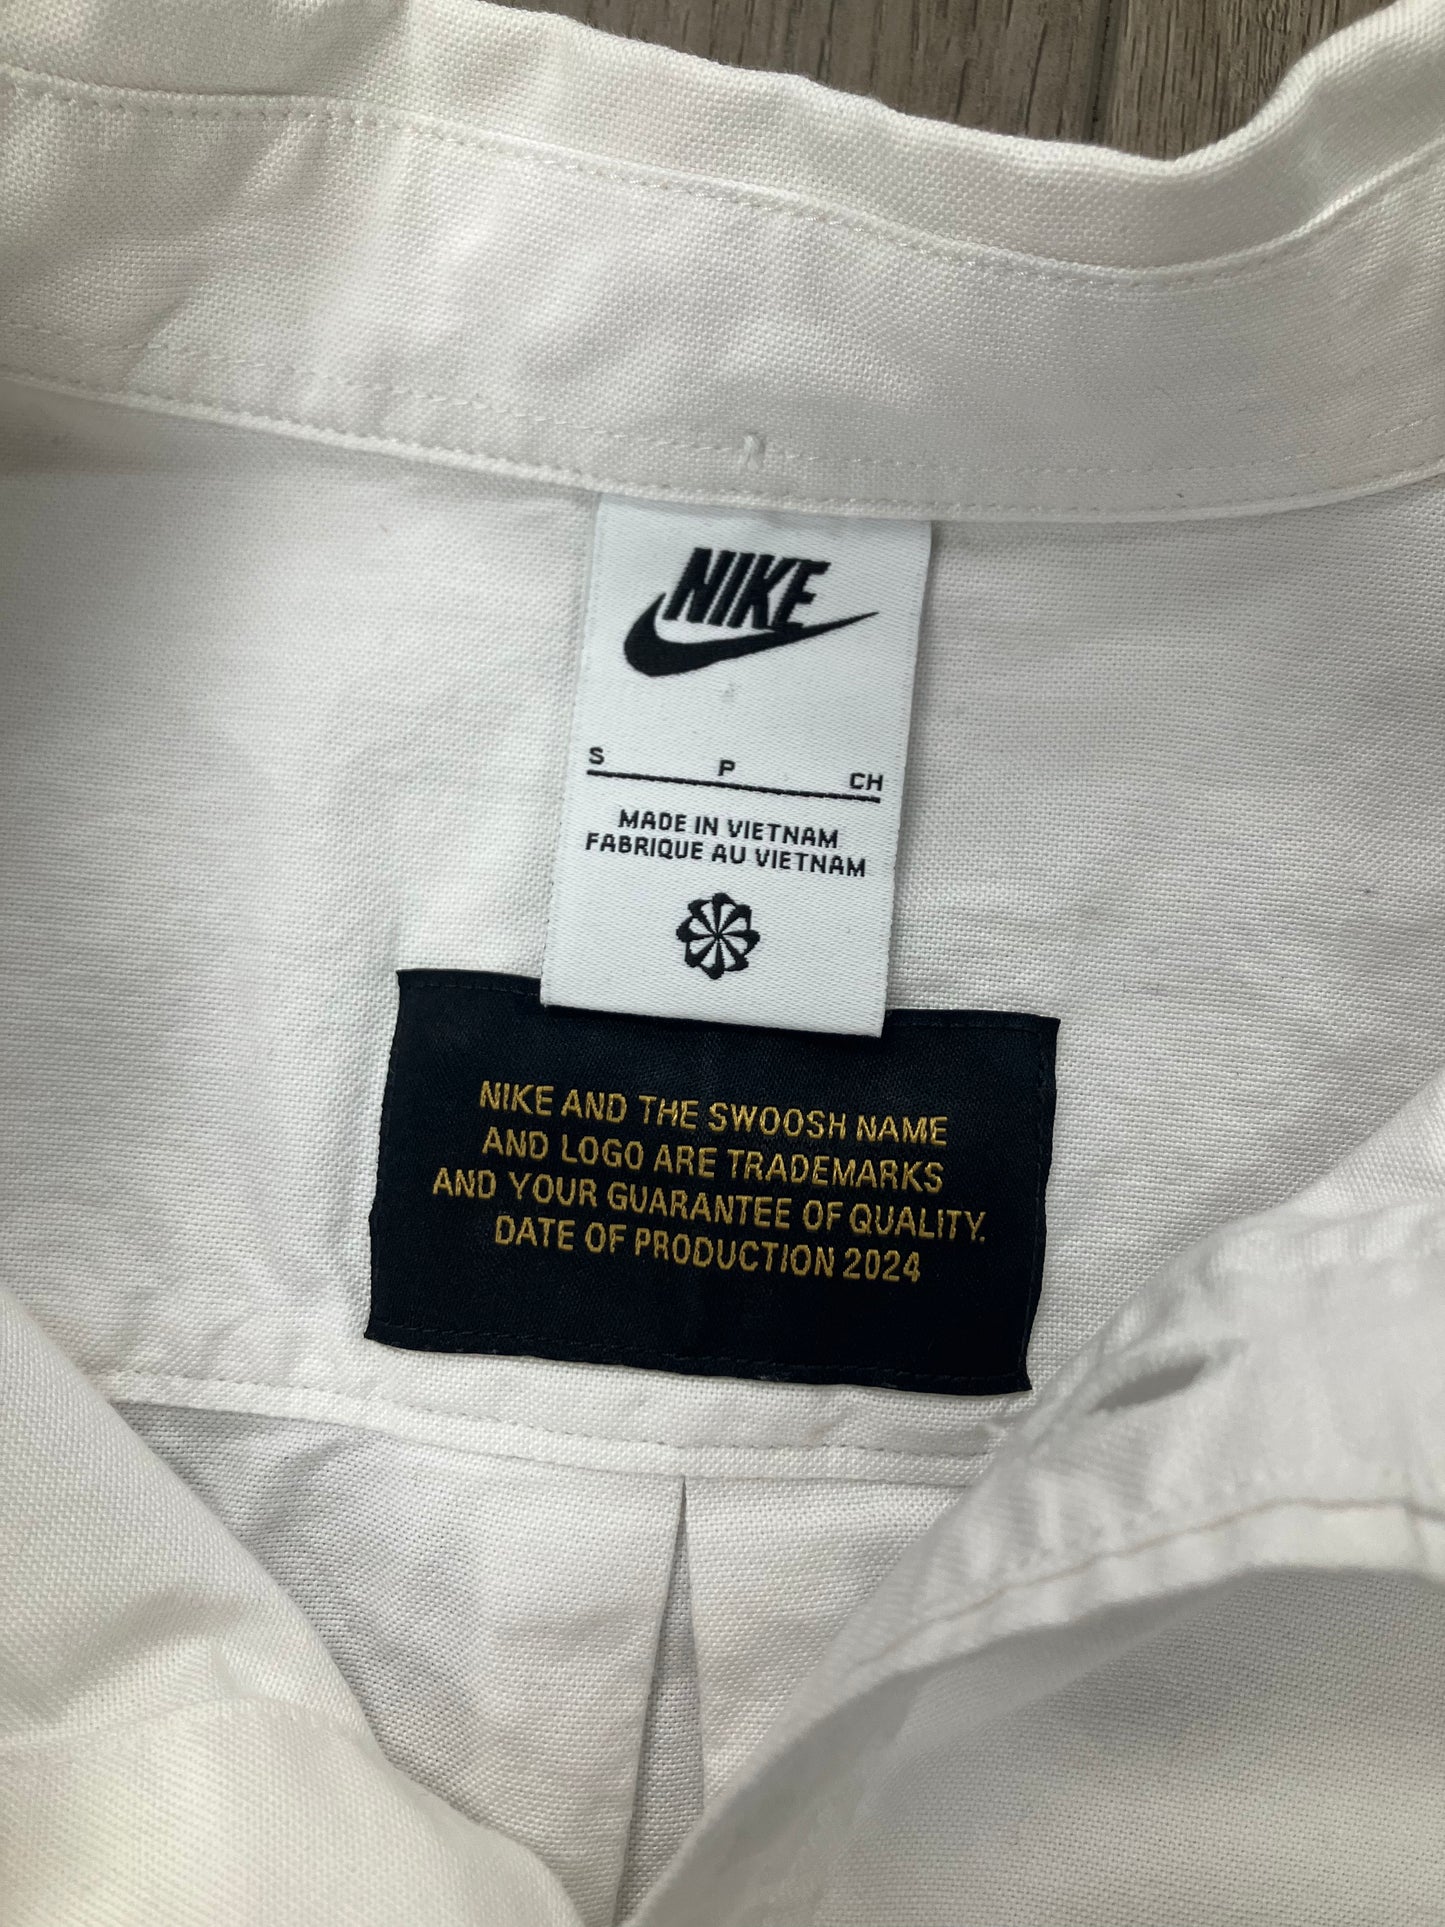 NIKE
S P CH
MADE IN VIETNAM
FABRIQUE AU VIETNAM
NIKE AND THE SWOOSH NAME
AND LOGO ARE TRADEMARKS
AND YOUR GUARANTEE OF QUALITY.
DATE OF PRODUCTION 2024